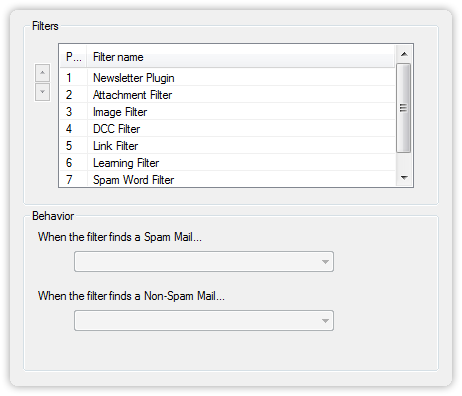 Filters
P... Filter name
1 Newsletter Plugin
2 Attachment Filter
3 Image Filter
4 DCC Filter
5 Link Filter
6 Learning Filter
7 Spam Word Filter
Behavior
When the filter finds a Spam Mail...
When the filter finds a Non-Spam Mail...